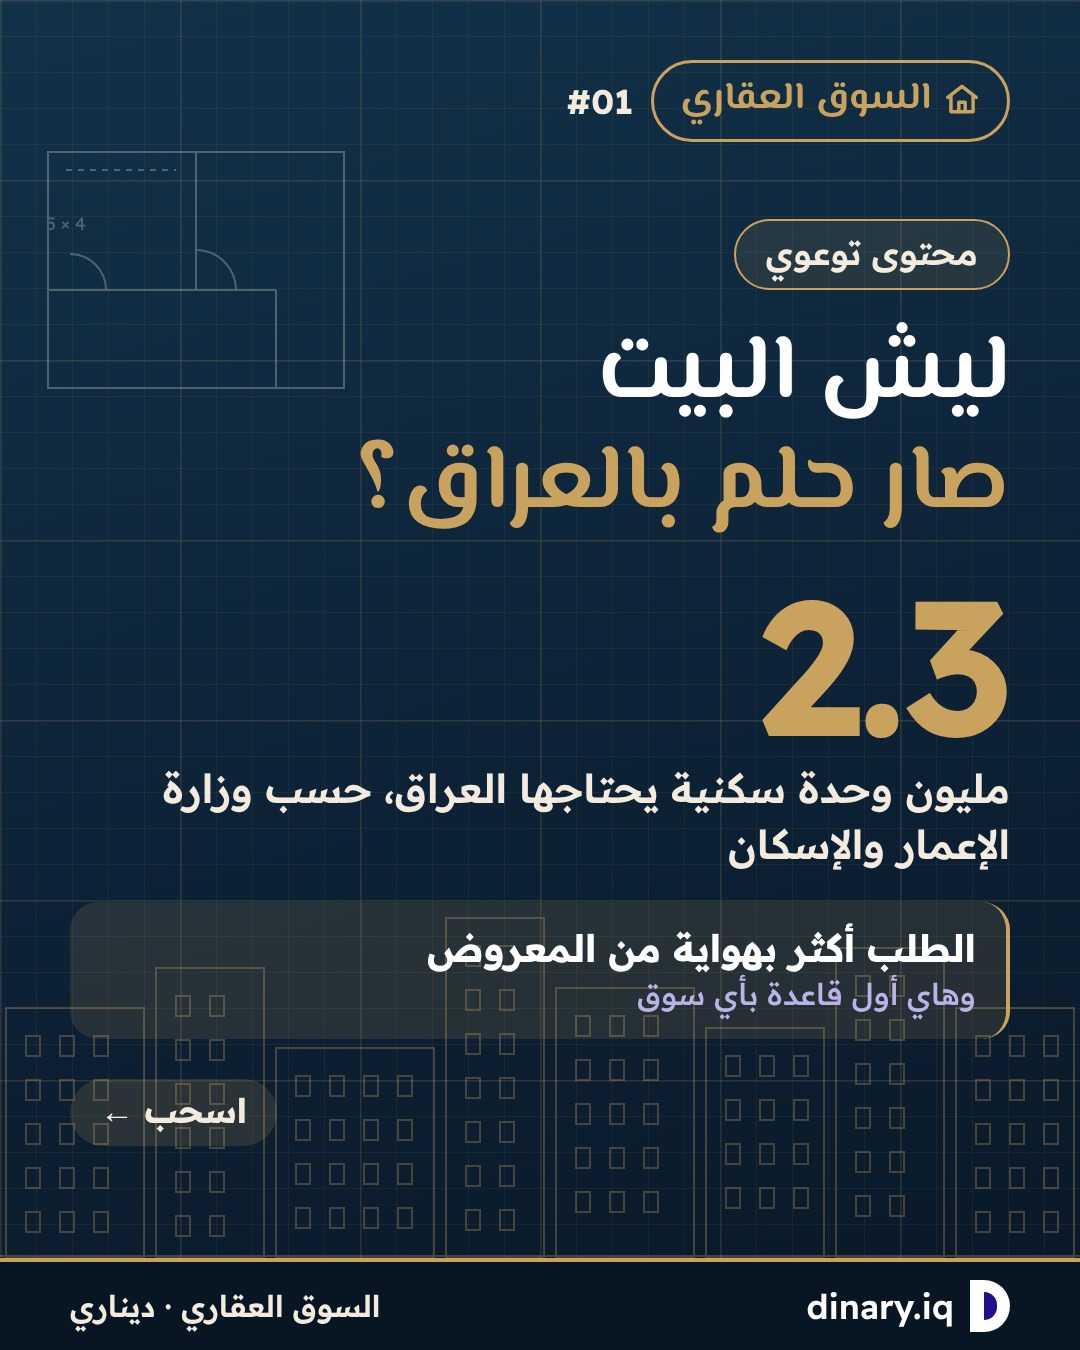 السوق العقاري #01
5 × 4
محتوى توعوي
ليش البيت
صار حلم بالعراق؟
2.3
مليون وحدة سكنية يحتاجها العراق، حسب وزارة
الإعمار والإسكان
الطلب أكثر بهواية من المعروض
وهاي أول قاعدة بأي سوق
اسحب ←
dinary.iq
السوق العقاري · ديناري